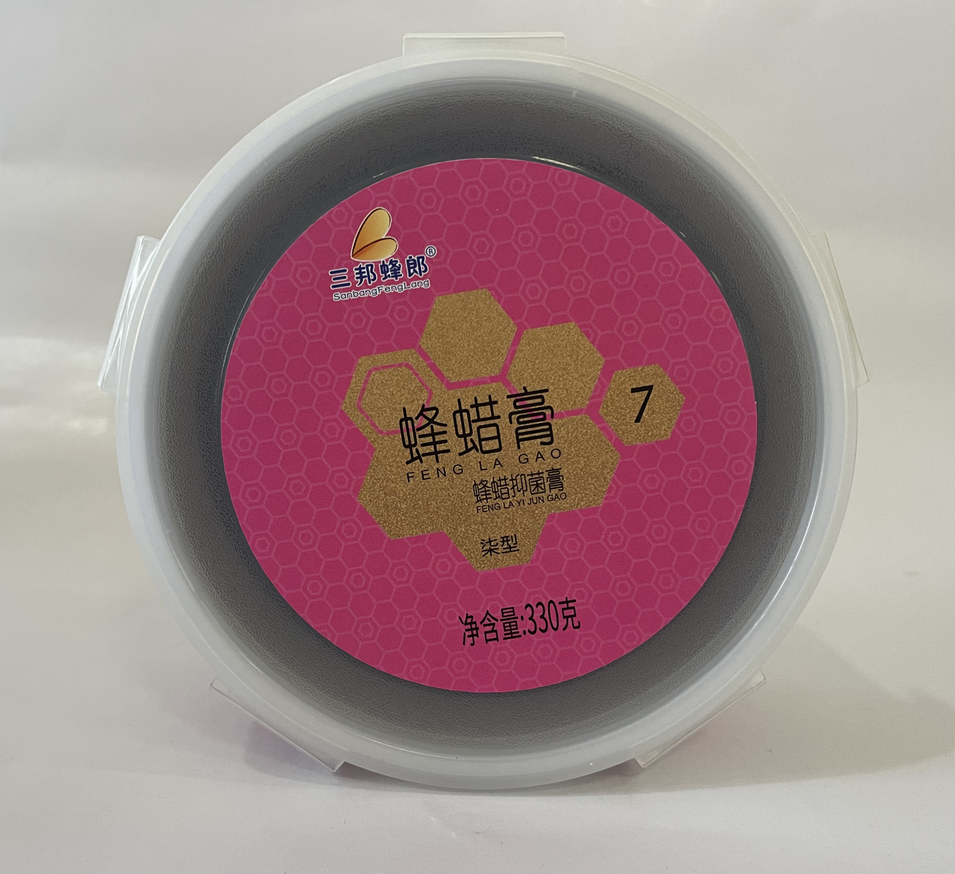 三邦蜂郎®
SanbangFengLang
7
蜂蜡膏
FENG LA GAO
蜂蜡抑菌膏
FENG LA YI JUN GAO
柒型
净含量:330克